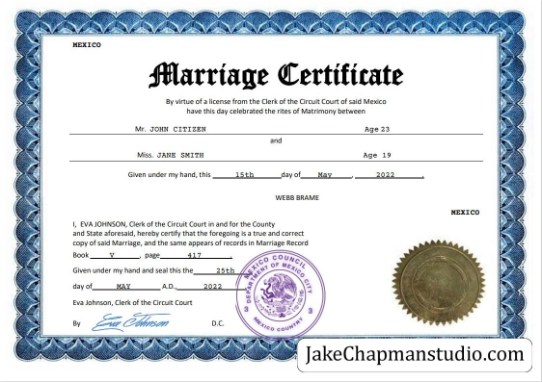 MEXICO
Marriage Certificate
By virtue of a license from the Clerk of the Circuit Court of said Mexico
have this day celebrated the rites of Matrimony between
Mr. JOHN CITIZEN Age 23
and
Miss. JANE SMITH Age 19
Given under my hand, this 15th day of May, 2022.
WEBB BRAME
MEXICO
I, EVA JOHNSON, Clerk of the Circuit Court in and for the County
and State aforesaid, hereby certify that the foregoing is a true and correct
copy of said Marriage, and the same appears of records in Marriage Record
Book V, page 417.
Given under my hand and seal this the 25th
day of MAY A.D., 2022
Eva Johnson, Clerk of the Circuit Court
By Eva Johnson D.C.
MEXICO COUNCIL
DEPARTMENT OF MEXICO CITY
MEXICO COUNTRY
JakeChapmanstudio.com